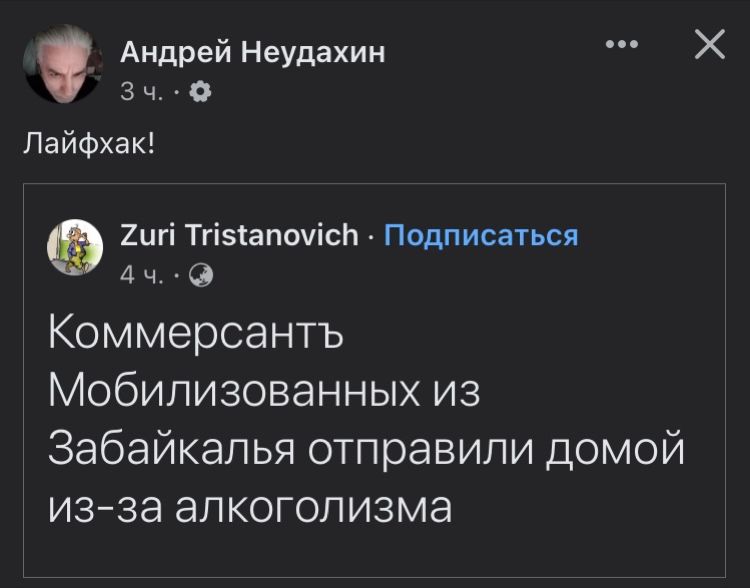 Андрей Неудахин
3 ч. ·
Лайфхак!
Zuri Tristanovich · Подписаться
4 ч. ·
Коммерсантъ
Мобилизованных из
Забайкалья отправили домой
из-за алкоголизма